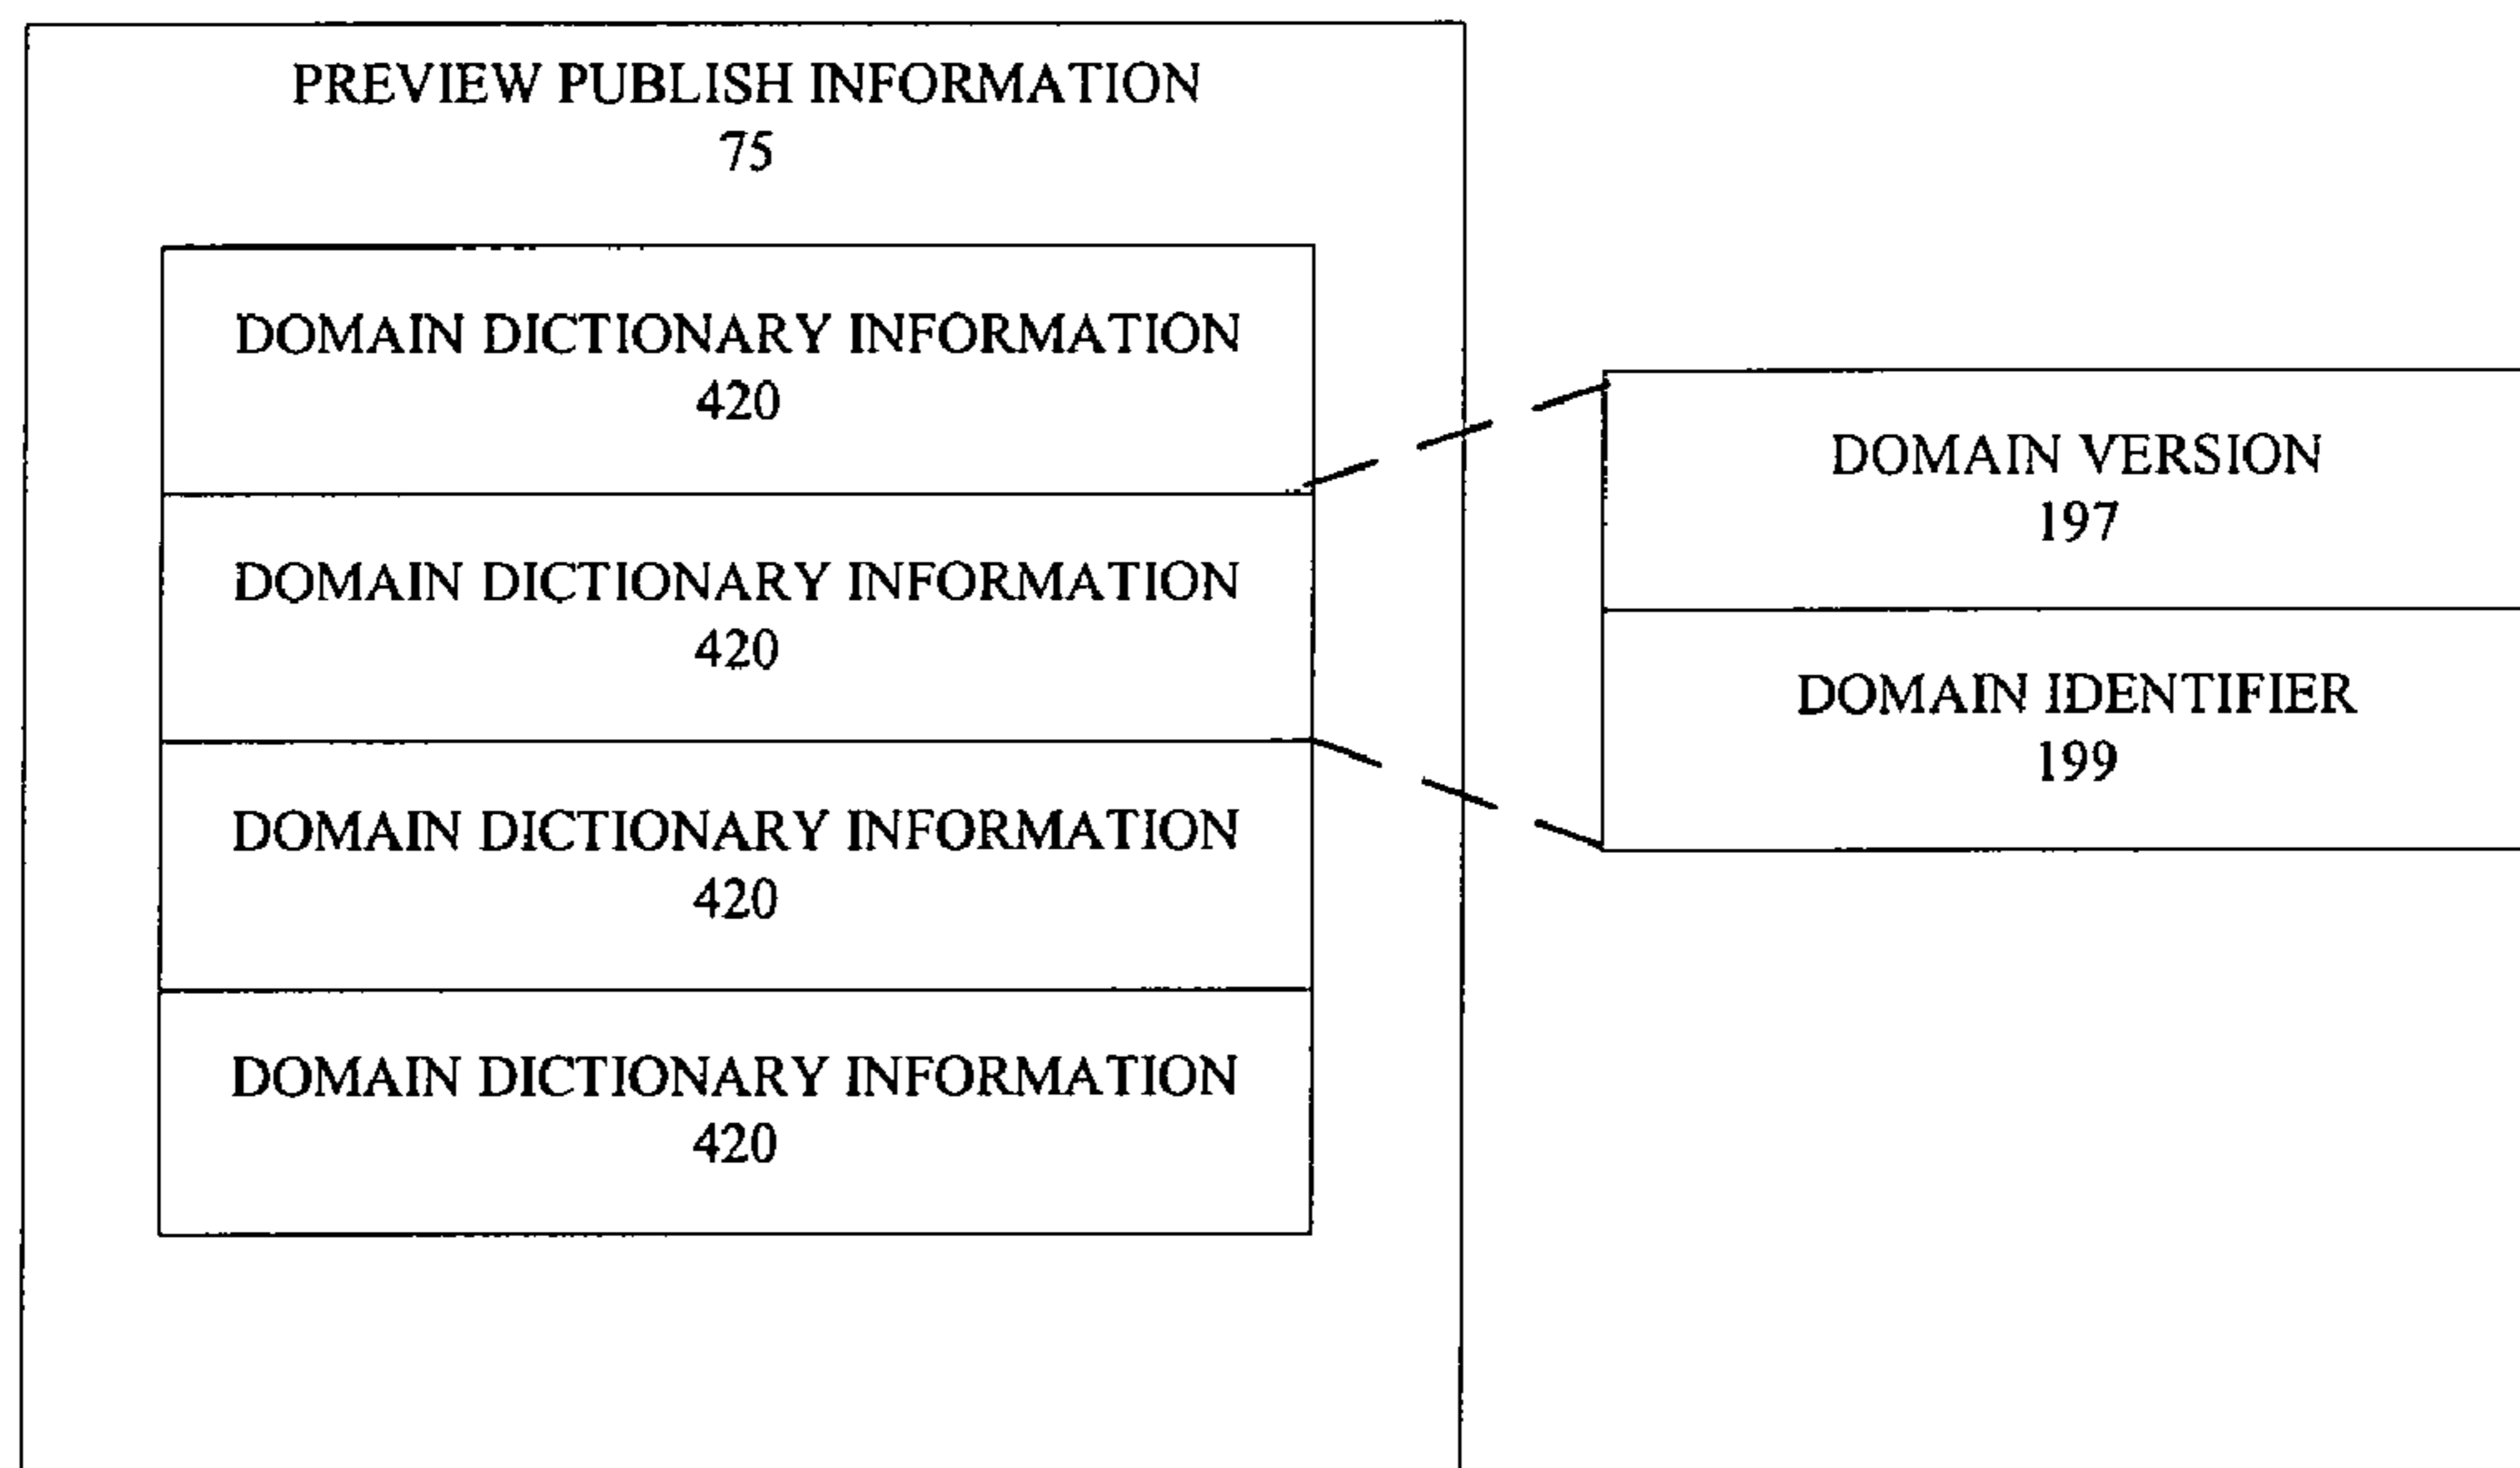 PREVIEW PUBLISH INFORMATION
75
DOMAIN DICTIONARY INFORMATION
420
DOMAIN DICTIONARY INFORMATION
420
DOMAIN DICTIONARY INFORMATION
420
DOMAIN DICTIONARY INFORMATION
420
DOMAIN VERSION
197
DOMAIN IDENTIFIER
199